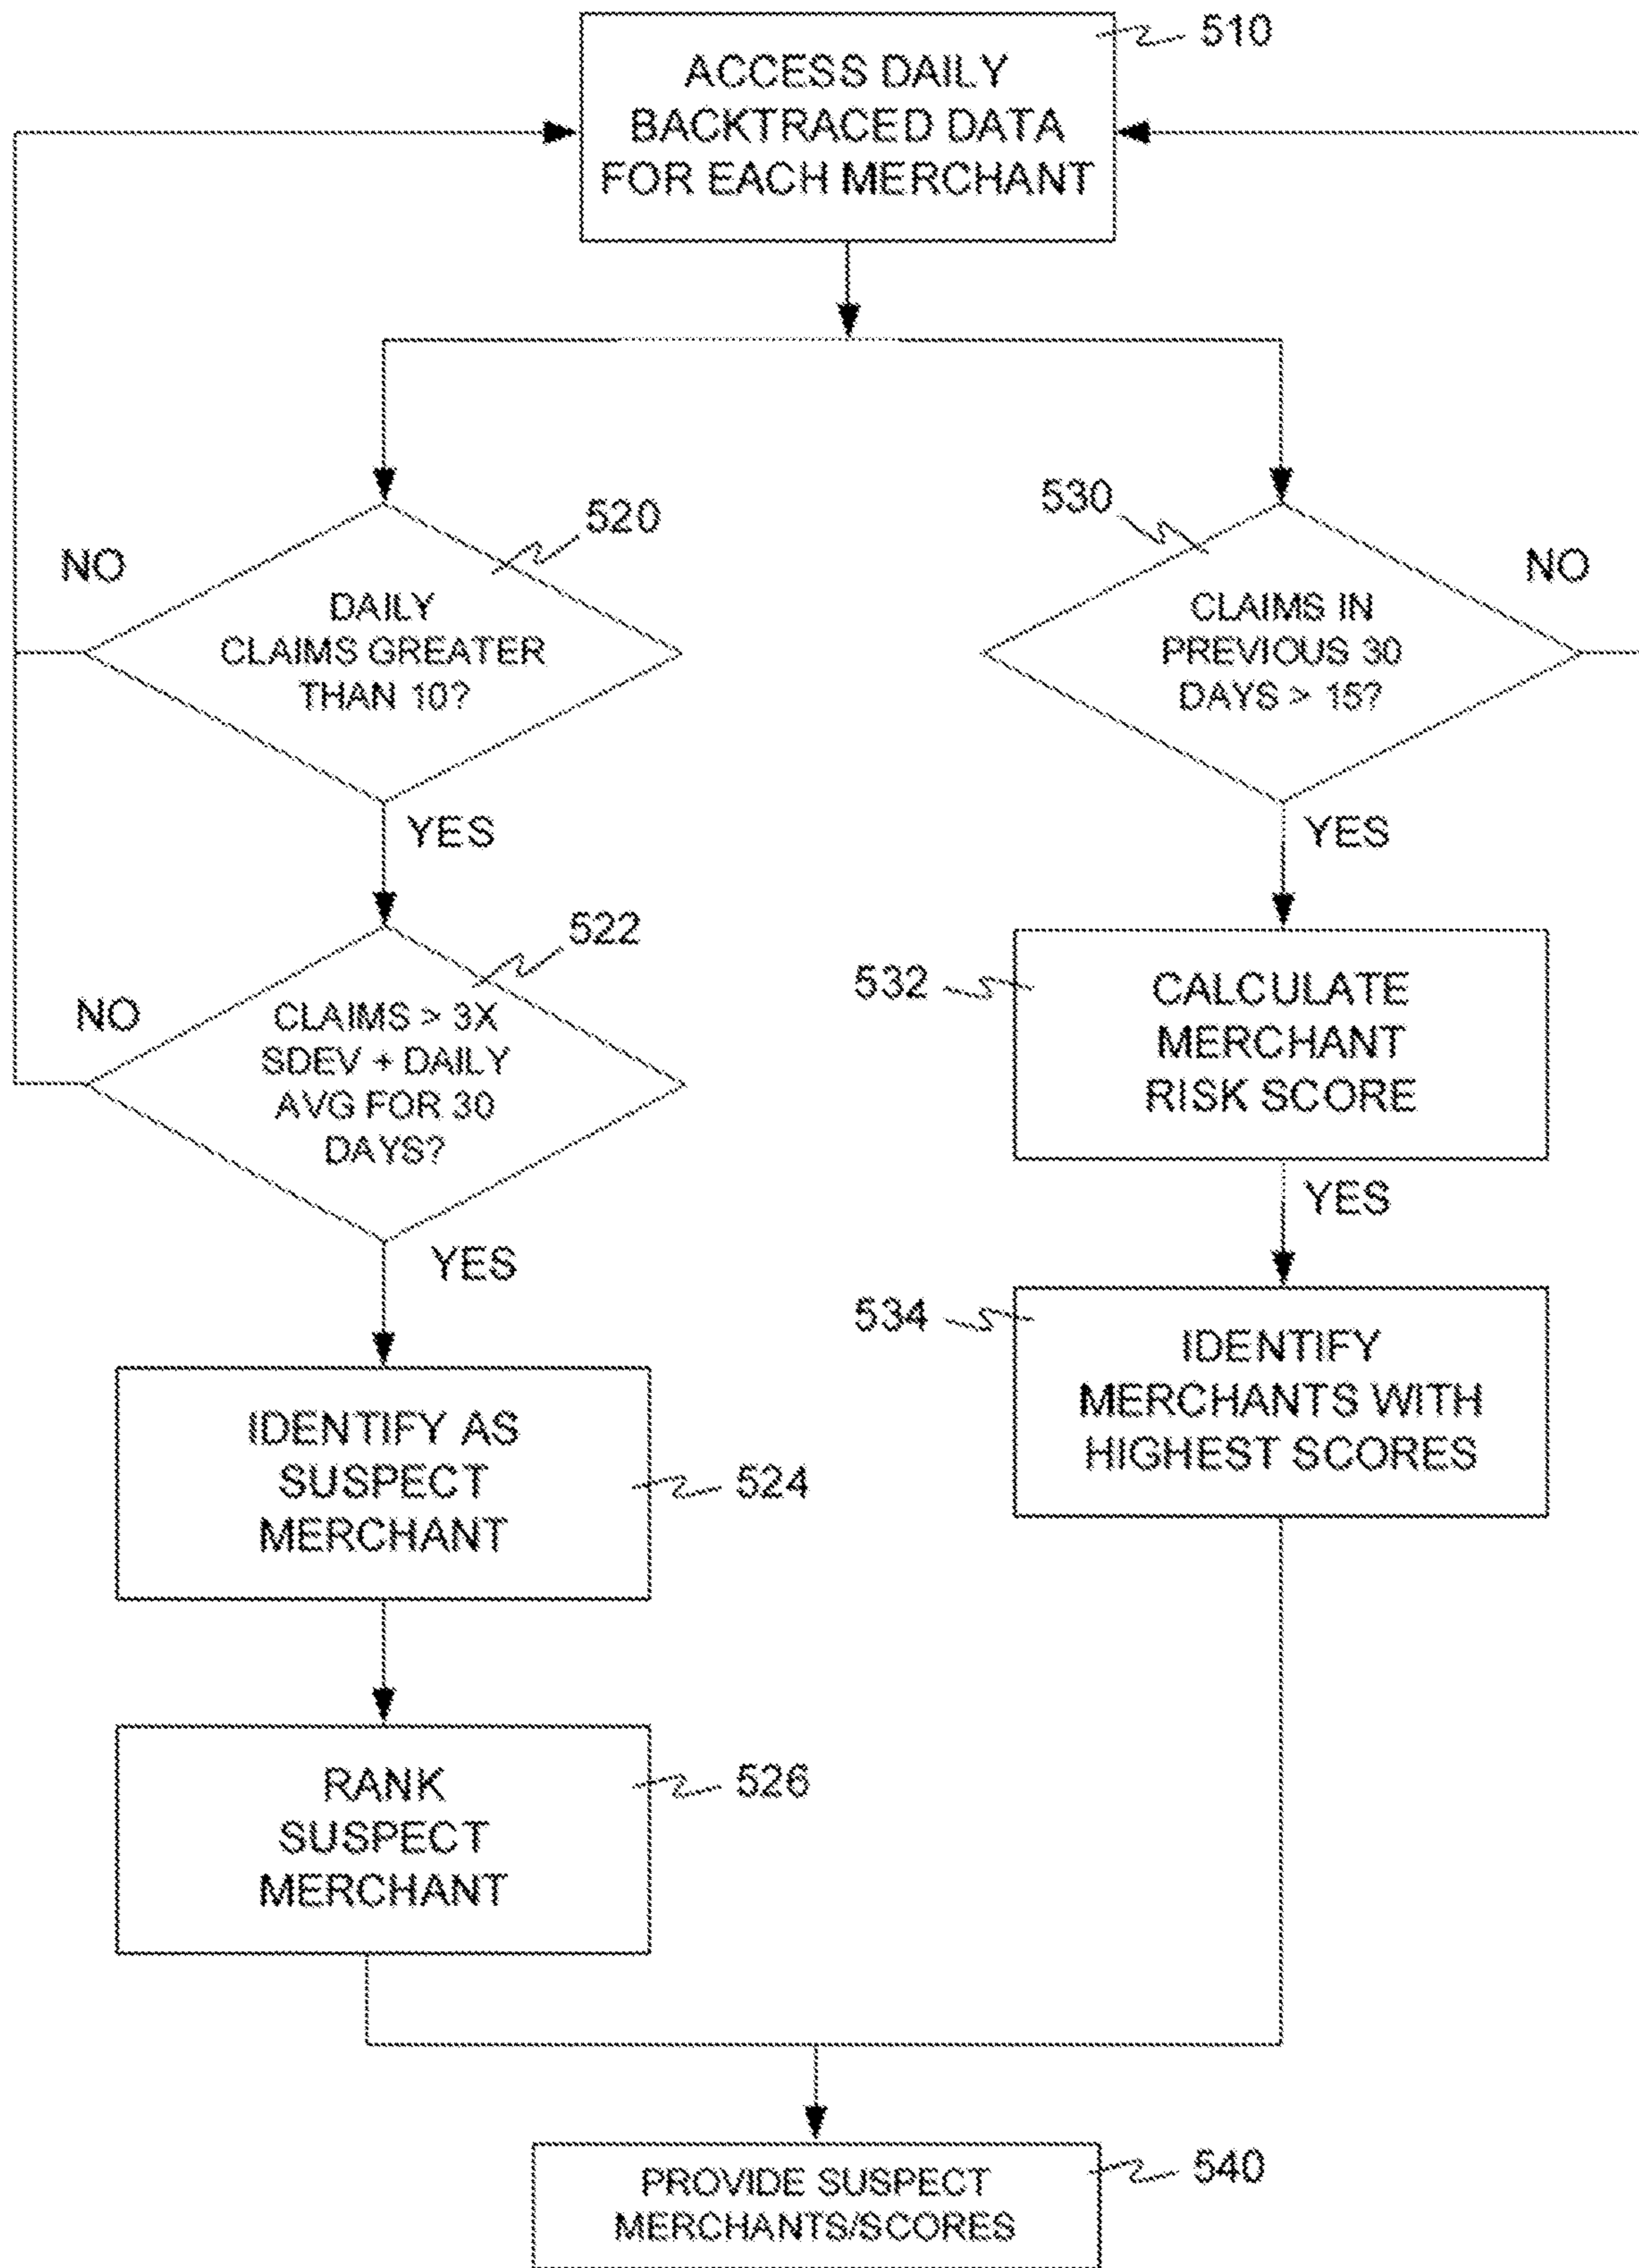 510
ACCESS DAILY
BACKTRACED DATA
FOR EACH MERCHANT
520
NO
DAILY
CLAIMS GREATER
THAN 10?
YES
530
NO
CLAIMS IN
PREVIOUS 30
DAYS > 15?
YES
522
NO
CLAIMS > 3X
SDEV + DAILY
AVG FOR 30
DAYS?
YES
532
CALCULATE
MERCHANT
RISK SCORE
YES
534
IDENTIFY
MERCHANTS WITH
HIGHEST SCORES
IDENTIFY AS
SUSPECT
MERCHANT
524
RANK
SUSPECT
MERCHANT
526
PROVIDE SUSPECT
MERCHANTS/SCORES
540